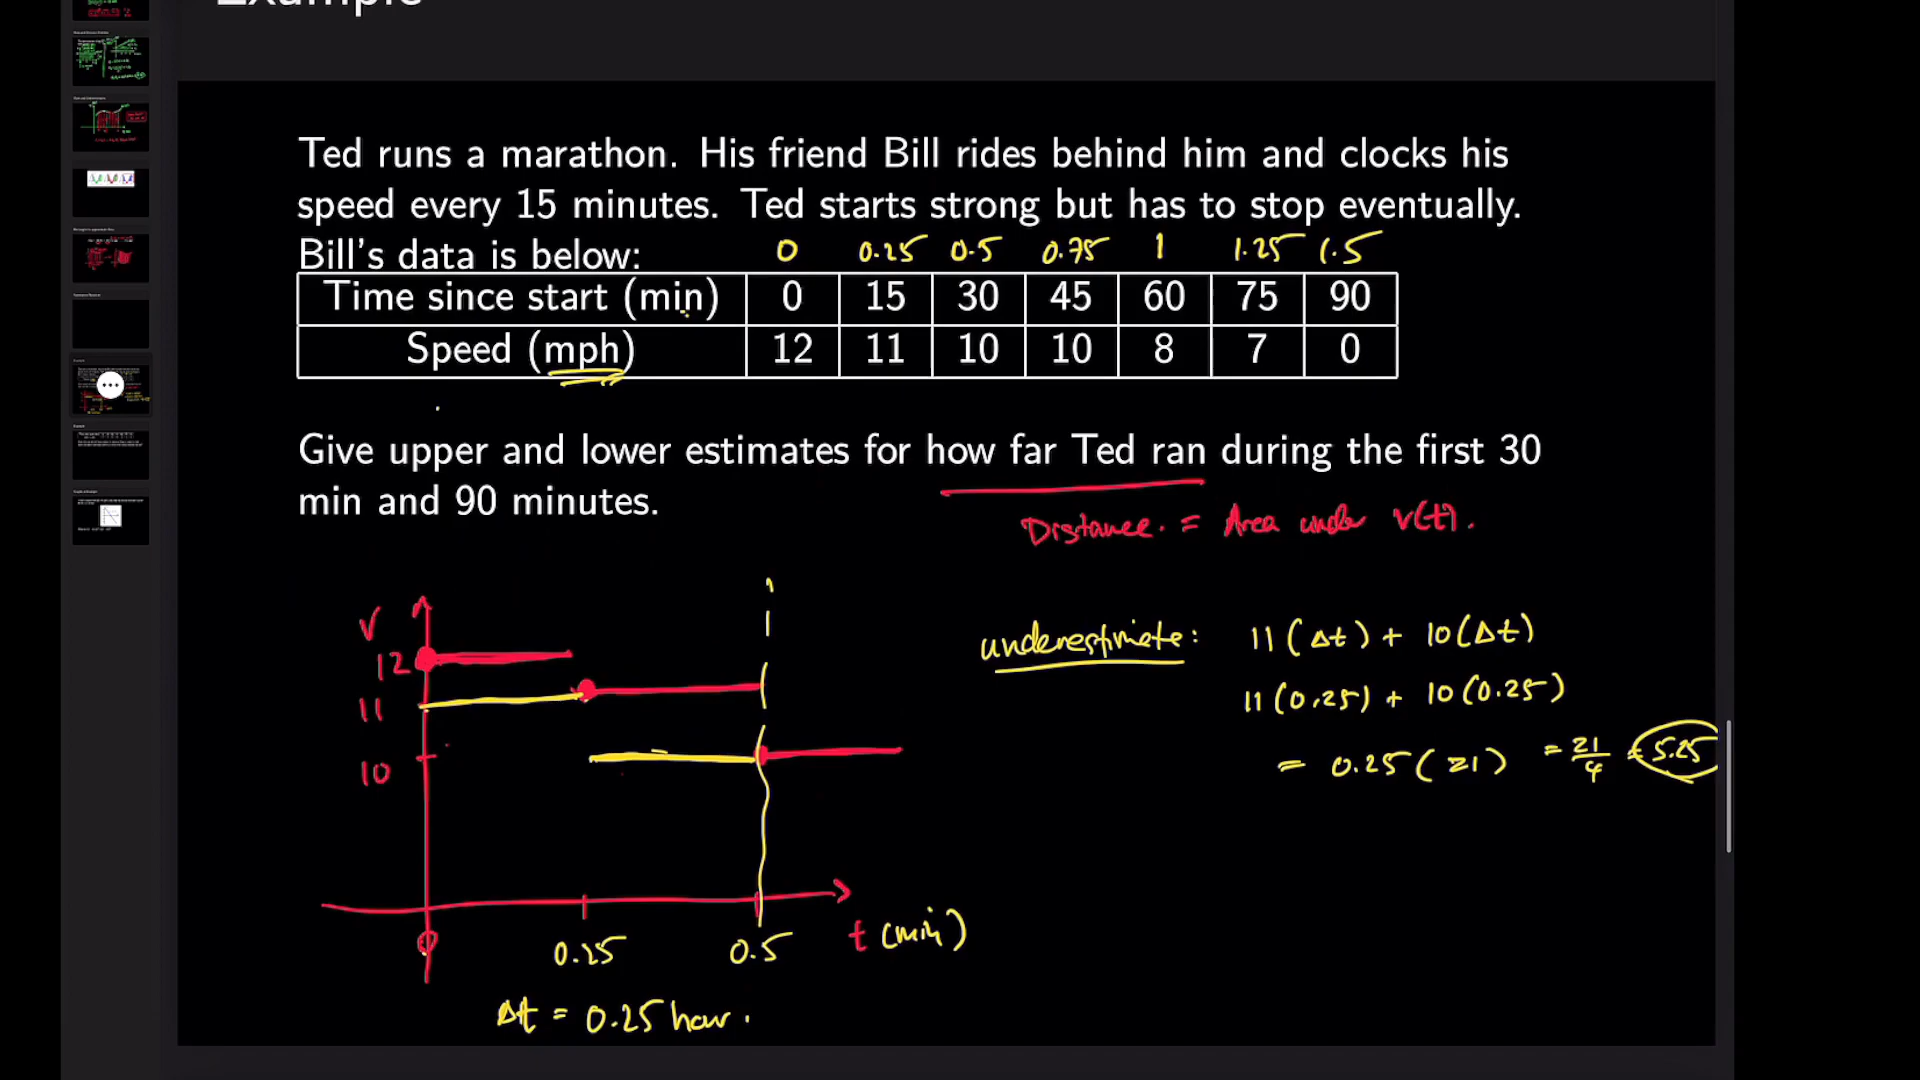 Example
Ted runs a marathon. His friend Bill rides behind him and clocks his
speed every 15 minutes. Ted starts strong but has to stop eventually.
Bill's data is below:
0 0.25 0.5 0.75 1 1.25 1.5
Time since start (min) 0 15 30 45 60 75 90
Speed (mph) 12 11 10 10 8 7 0
Give upper and lower estimates for how far Ted ran during the first 30
min and 90 minutes.
Distance. = Area under v(t).
V
12
11
10
0
0.25
0.5
t (min)
Δt = 0.25 hour.
underestimate: 11(Δt) + 10(Δt)
11(0.25) + 10(0.25)
= 0.25(21) = 21/4 = 5.25